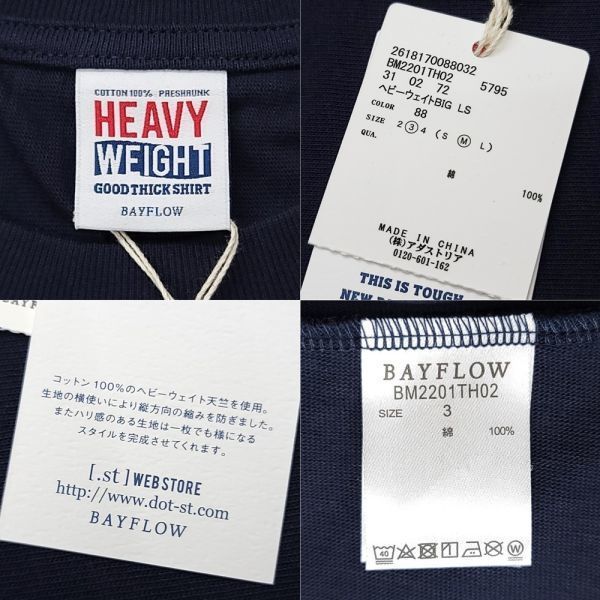 COTTON 100% PRESHRUNK
HEAVY
WEIGHT
GOOD THICK SHIRT
BAYFLOW
2618170088032
BM2201TH02 5795
31 02 72
ヘビーウェイトBIG LS
COLOR 88
SIZE 2 3 4 ( S M L )
QUA.
綿 100%
MADE IN CHINA
(株)アダストリア
0120-601-162
THIS IS TOUGH
BAYFLOW
コットン100%のヘビーウェイト天竺を使用。
生地の横使いにより縦方向の縮みを防ぎました。
またハリ感のある生地は一枚でも様になる
スタイルを完成させてくれます。
[.st] WEB STORE
http://www.dot-st.com
BAYFLOW
BAYFLOW
BM2201TH02
SIZE 3
綿 100%
40
W